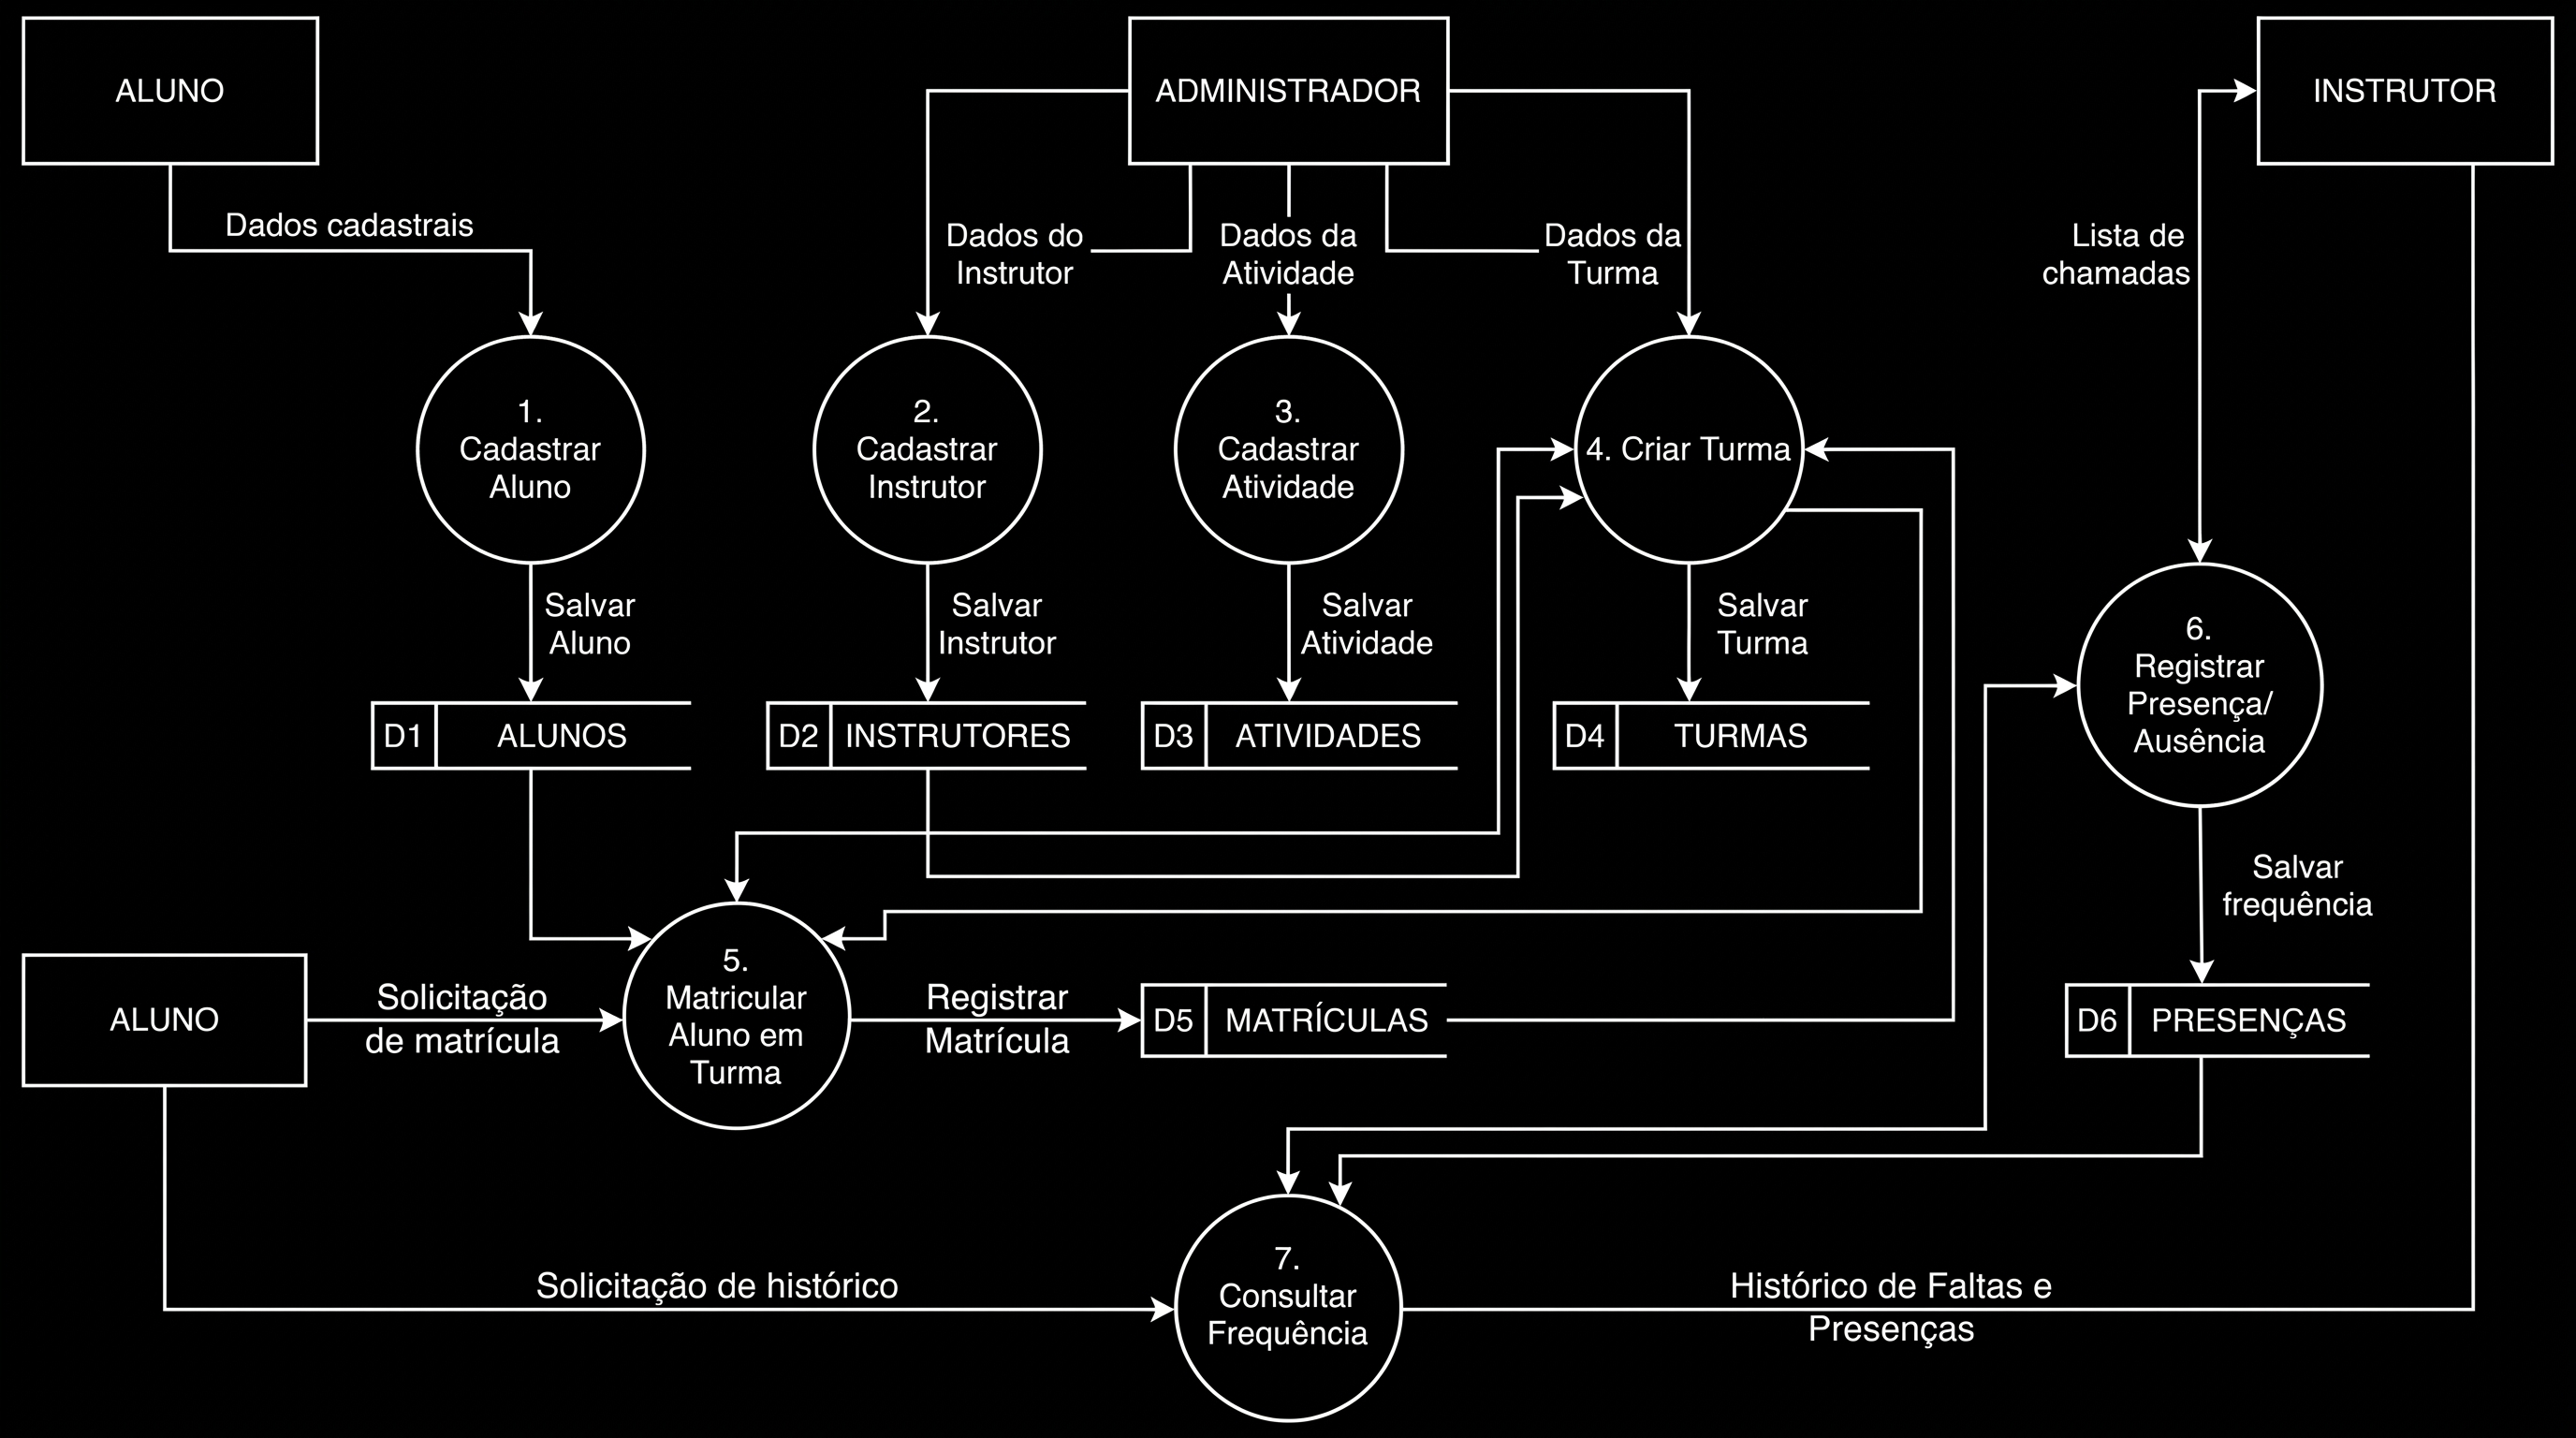 ALUNO
ADMINISTRADOR
INSTRUTOR
Dados cadastrais
Dados do
Instrutor
Dados da
Atividade
Dados da
Turma
Lista de
chamadas
1.
Cadastrar
Aluno
2.
Cadastrar
Instrutor
3.
Cadastrar
Atividade
4. Criar Turma
Salvar
Aluno
Salvar
Instrutor
Salvar
Atividade
Salvar
Turma
6.
Registrar
Presença/
Ausência
D1 ALUNOS
D2 INSTRUTORES
D3 ATIVIDADES
D4 TURMAS
Salvar
frequência
ALUNO
Solicitação
de matrícula
5.
Matricular
Aluno em
Turma
Registrar
Matrícula
D5 MATRÍCULAS
D6 PRESENÇAS
Solicitação de histórico
7.
Consultar
Frequência
Histórico de Faltas e
Presenças